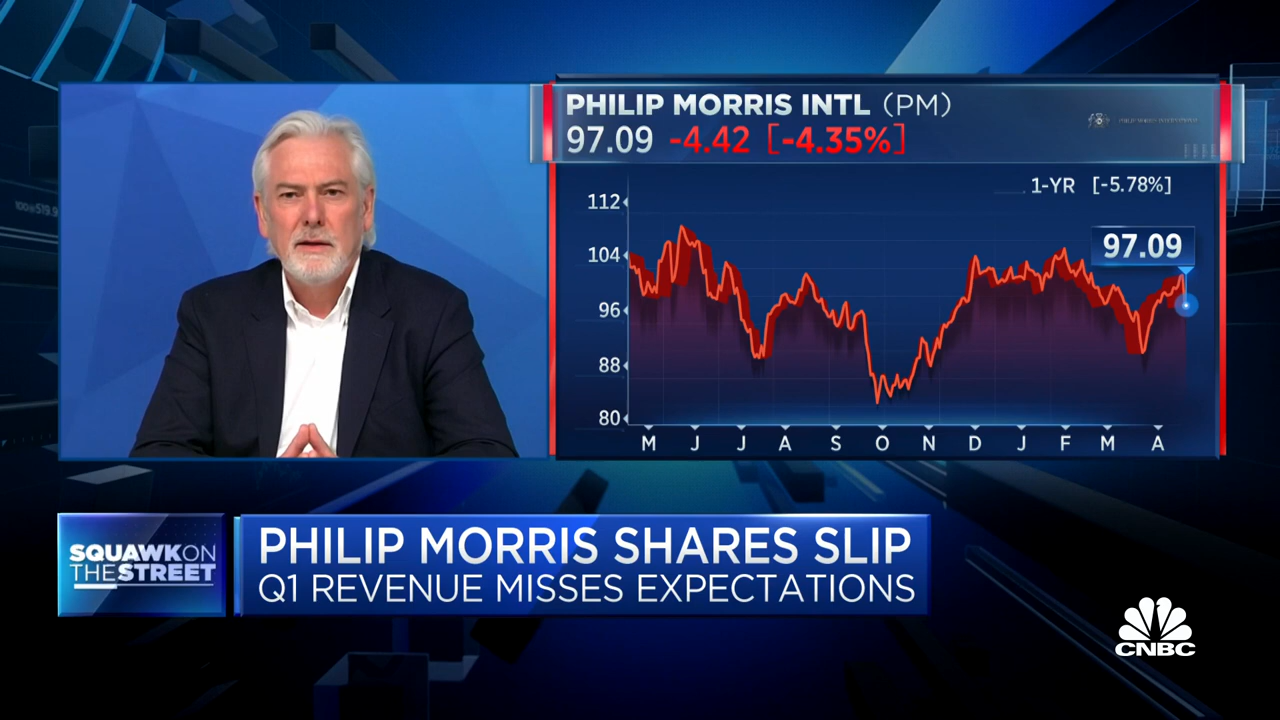 PHILIP MORRIS INTL (PM)
97.09 -4.42 [-4.35%]
1-YR [-5.78%]
112
104
96
88
80
97.09
M J J A S O N D J F M A
SQUAWK ON
THE STREET
PHILIP MORRIS SHARES SLIP
Q1 REVENUE MISSES EXPECTATIONS
CNBC